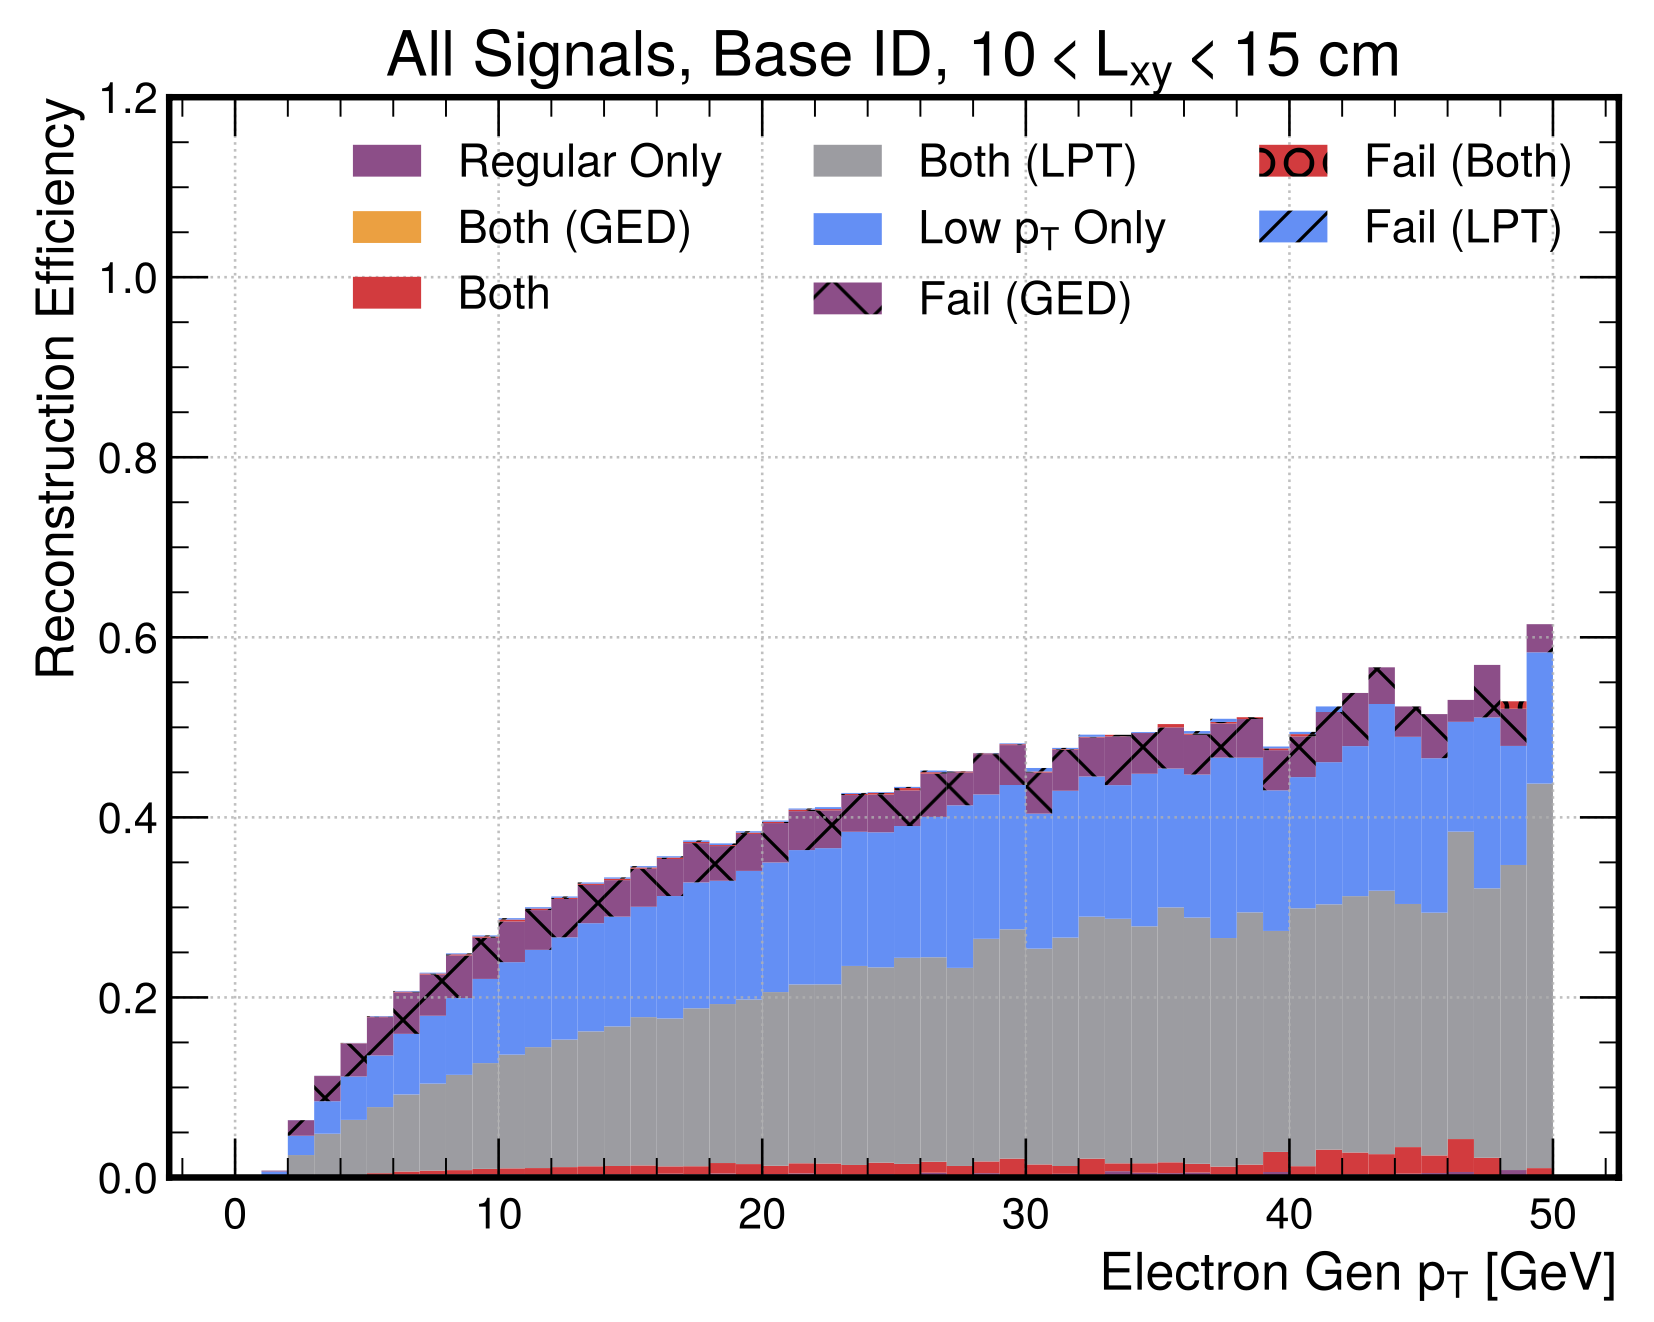 All Signals, Base ID, 10 < Lxy < 15 cm
Reconstruction Efficiency
1.2
1.0
0.8
0.6
0.4
0.2
0.0
Regular Only
Both (GED)
Both
Both (LPT)
Low pT Only
Fail (GED)
Fail (Both)
Fail (LPT)
0 10 20 30 40 50
Electron Gen pT [GeV]